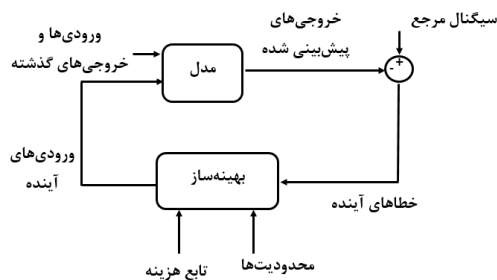 سیگنال مرجع
خروجی‌های
پیش‌بینی شده
ورودی‌ها و
خروجی‌های گذشته
مدل
+
-
ورودی‌های
آینده
بهینه‌ساز
خطاهای آینده
محدودیت‌ها
تابع هزینه